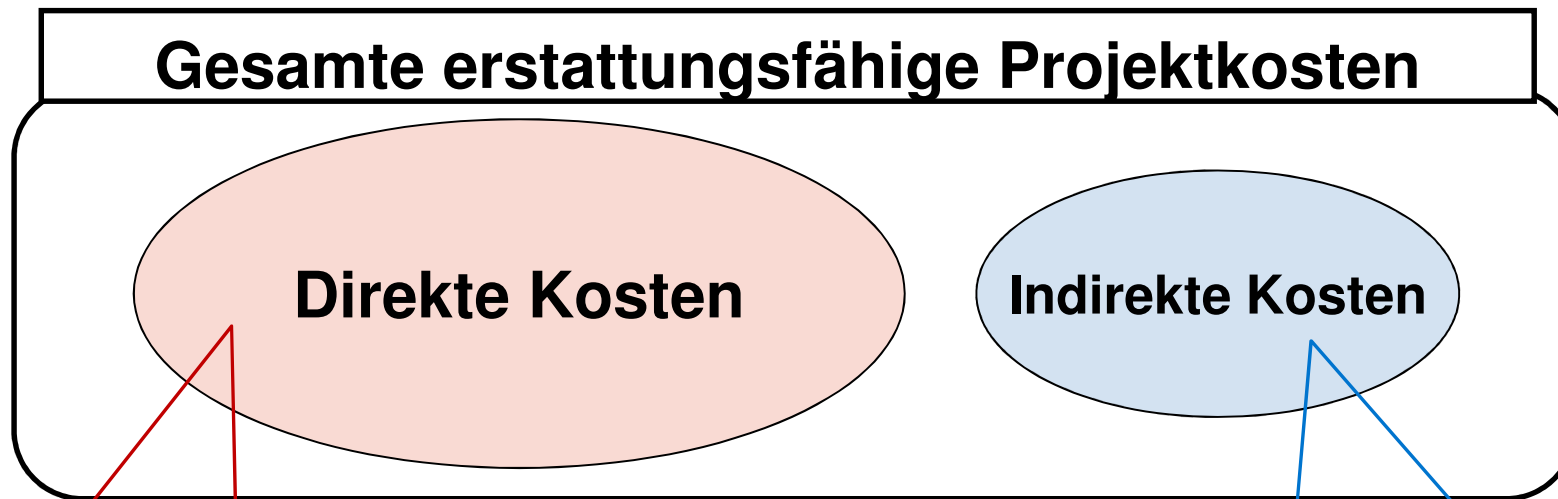 Gesamte erstattungsfähige Projektkosten
Direkte Kosten
Indirekte Kosten